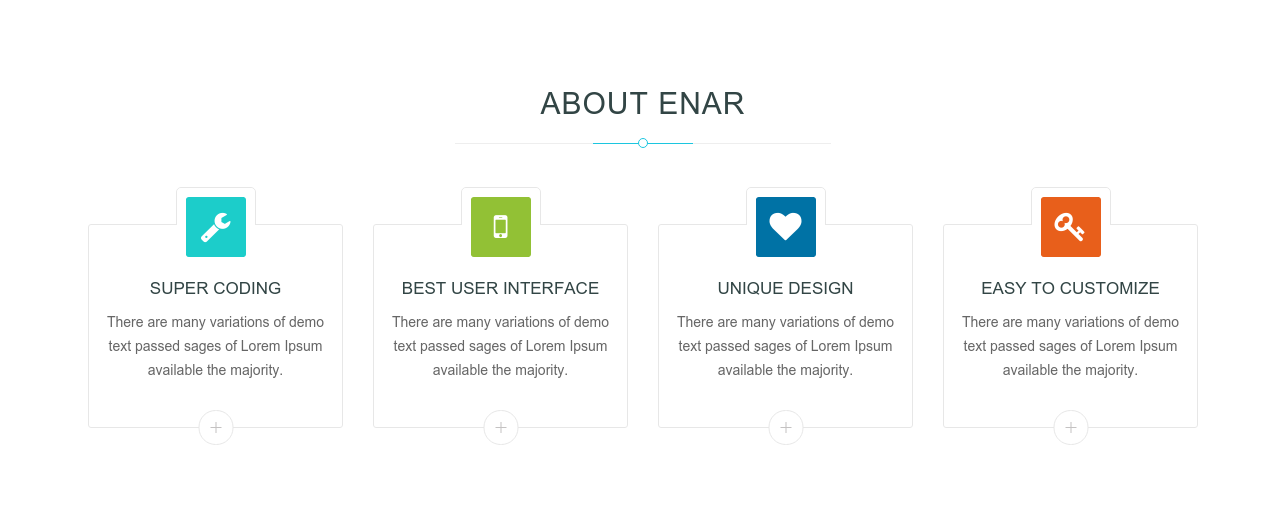 ABOUT ENAR
SUPER CODING
There are many variations of demo
text passed sages of Lorem Ipsum
available the majority.
BEST USER INTERFACE
There are many variations of demo
text passed sages of Lorem Ipsum
available the majority.
UNIQUE DESIGN
There are many variations of demo
text passed sages of Lorem Ipsum
available the majority.
EASY TO CUSTOMIZE
There are many variations of demo
text passed sages of Lorem Ipsum
available the majority.